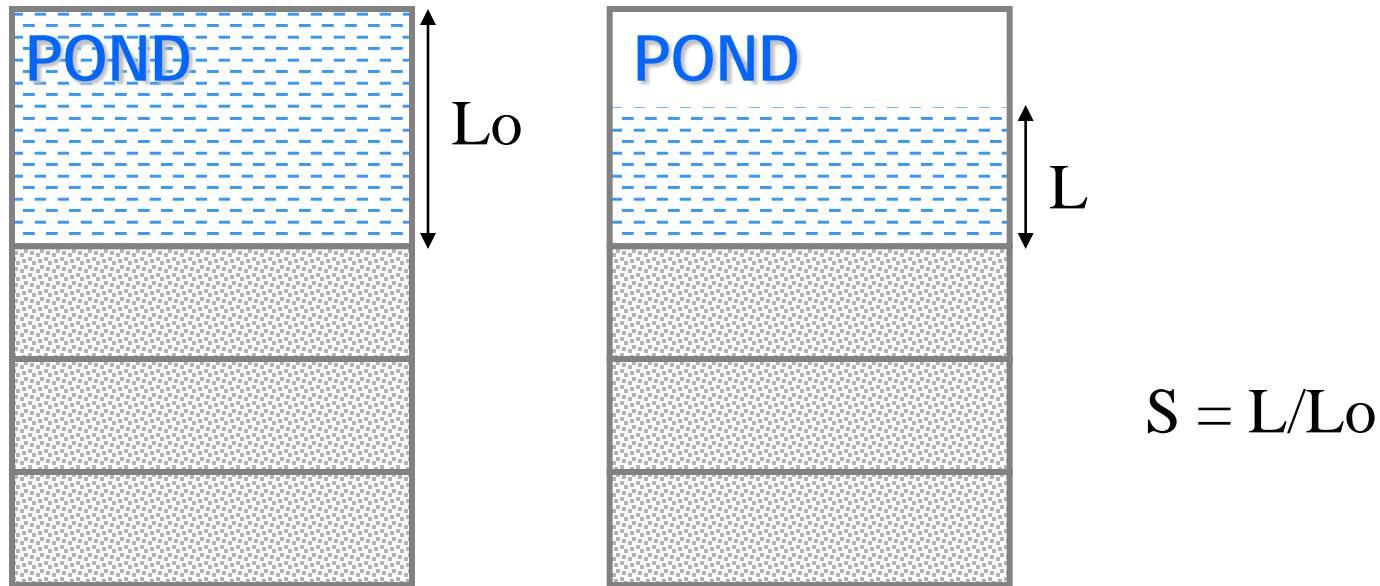 POND
Lo
POND
L
S = L/Lo